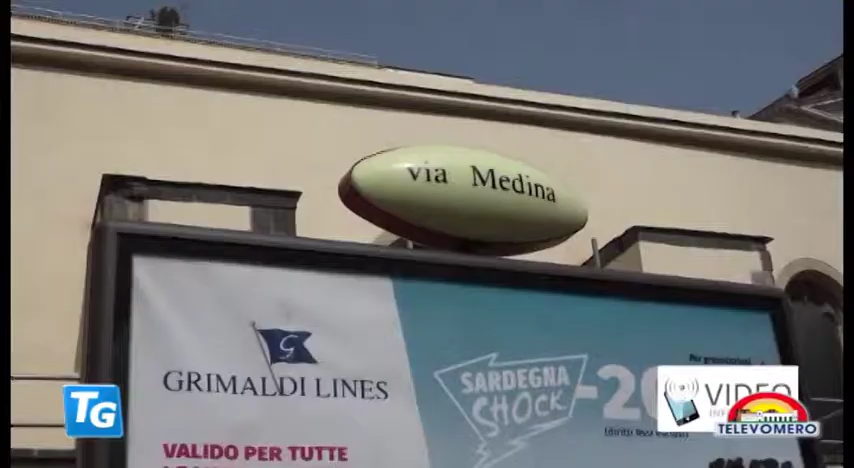 via Medina
GRIMALDI LINES
SARDEGNA
SHOCK
-20
VALIDO PER TUTTE
TG
VIDEO
TELEVOMERO